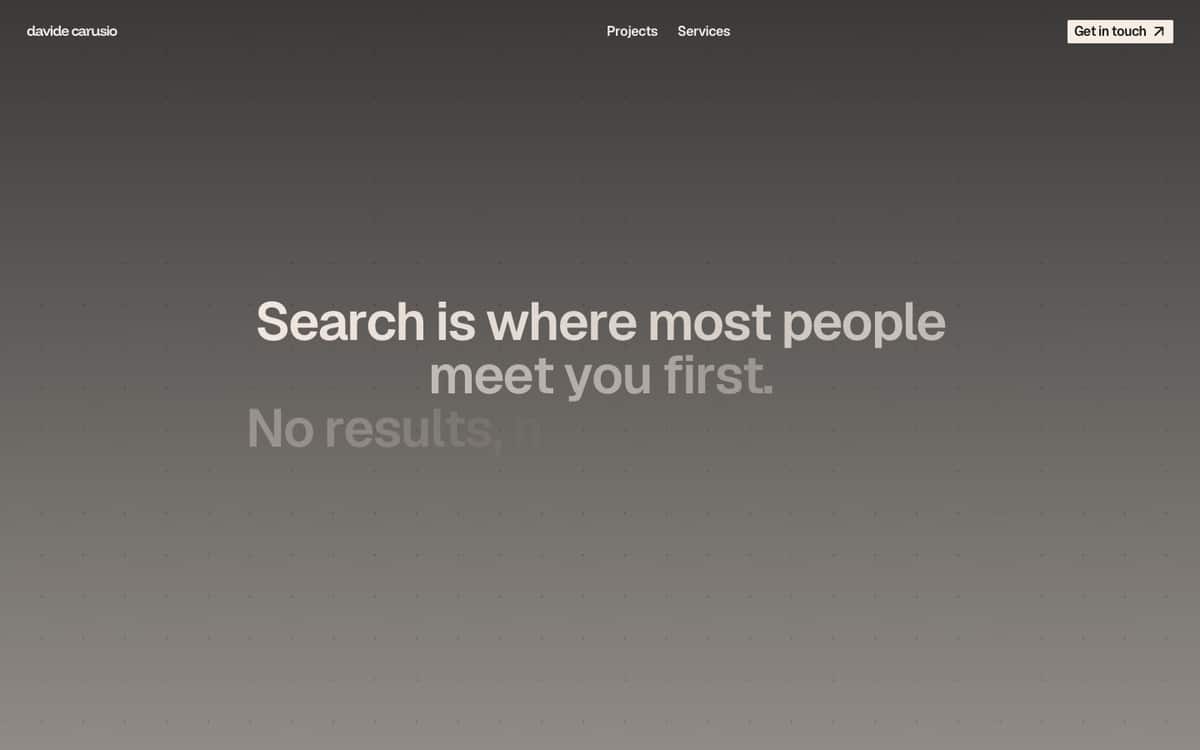 davide carusio
Projects
Services
Get in touch
Search is where most people
meet you first.
No results,